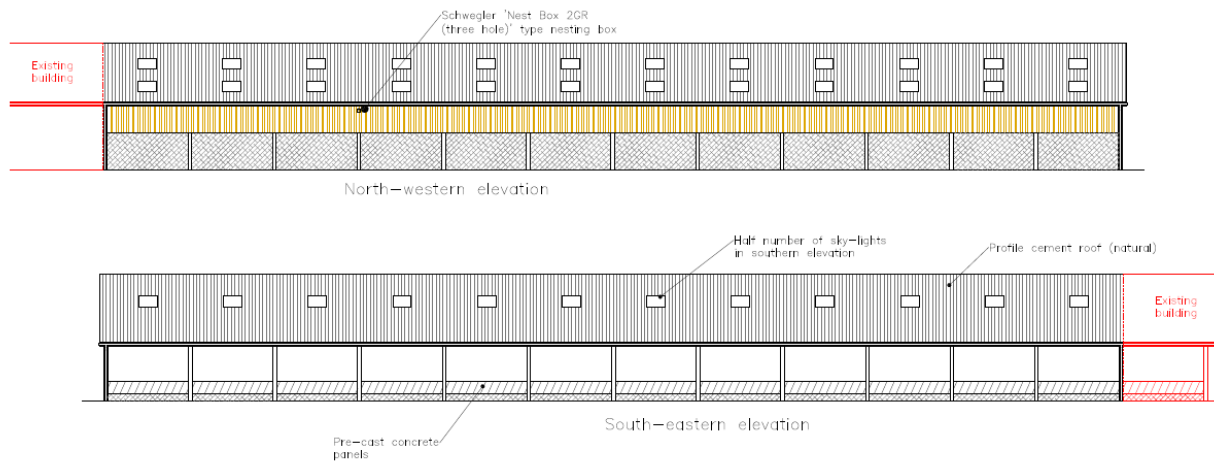 Schwegler 'Nest Box 2GR
(three hole)' type nesting box
Existing
building
North-western elevation
Half number of sky-lights
in southern elevation
Profile cement roof (natural)
Existing
building
Pre-cast concrete
panels
South-eastern elevation